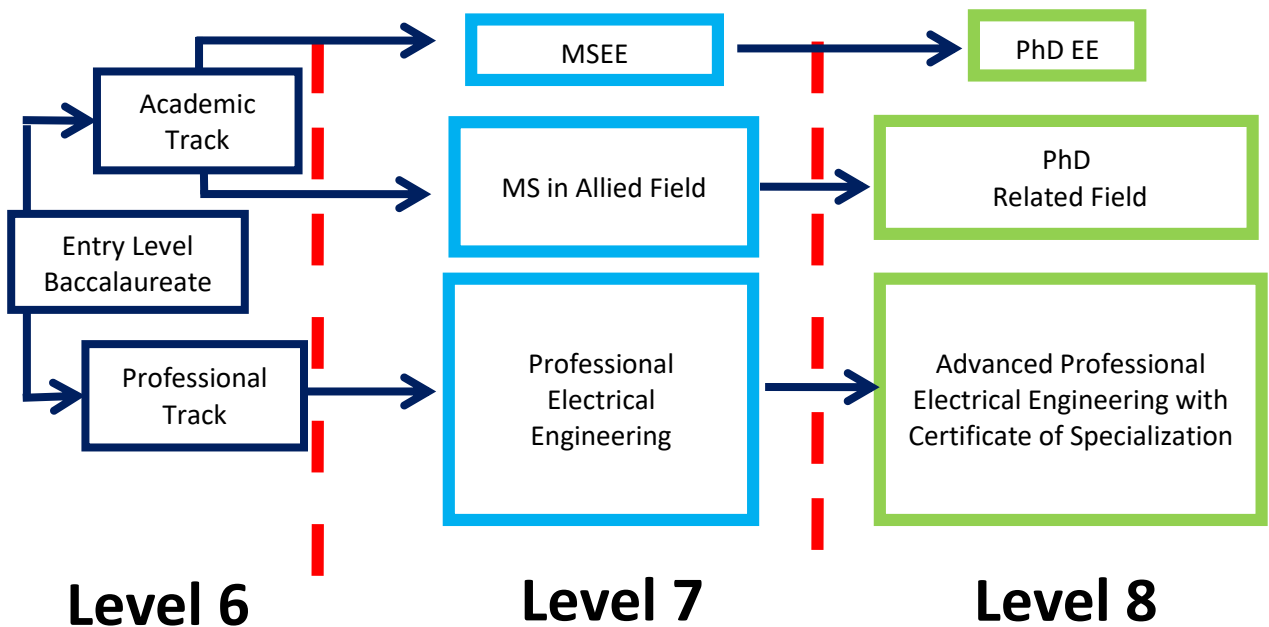 MSEE
PhD EE
Academic
Track
MS in Allied Field
PhD
Related Field
Entry Level
Baccalaureate
Professional
Track
Professional
Electrical
Engineering
Advanced Professional
Electrical Engineering with
Certificate of Specialization
Level 6
Level 7
Level 8